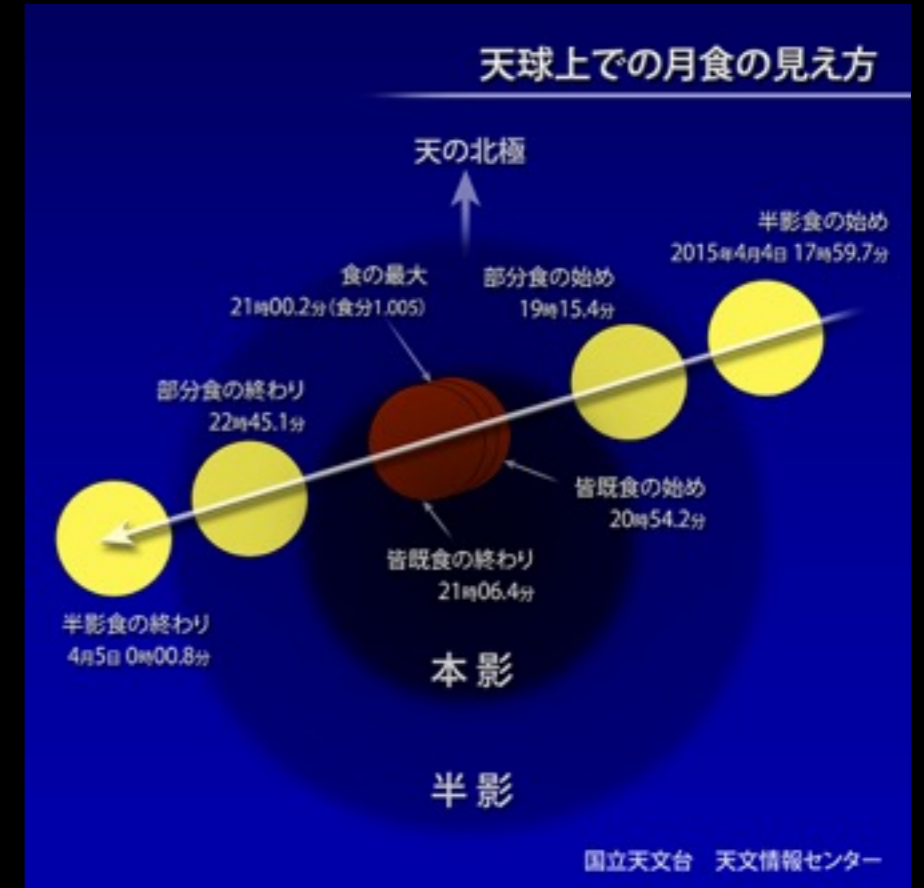 天球上での月食の見え方
天の北極
半影食の始め
2015年4月4日 17時59.7分
食の最大
21時00.2分(食分1.005)
部分食の始め
19時15.4分
部分食の終わり
22時45.1分
皆既食の始め
20時54.2分
皆既食の終わり
21時06.4分
半影食の終わり
4月5日 0時00.8分
本影
半影
国立天文台 天文情報センター